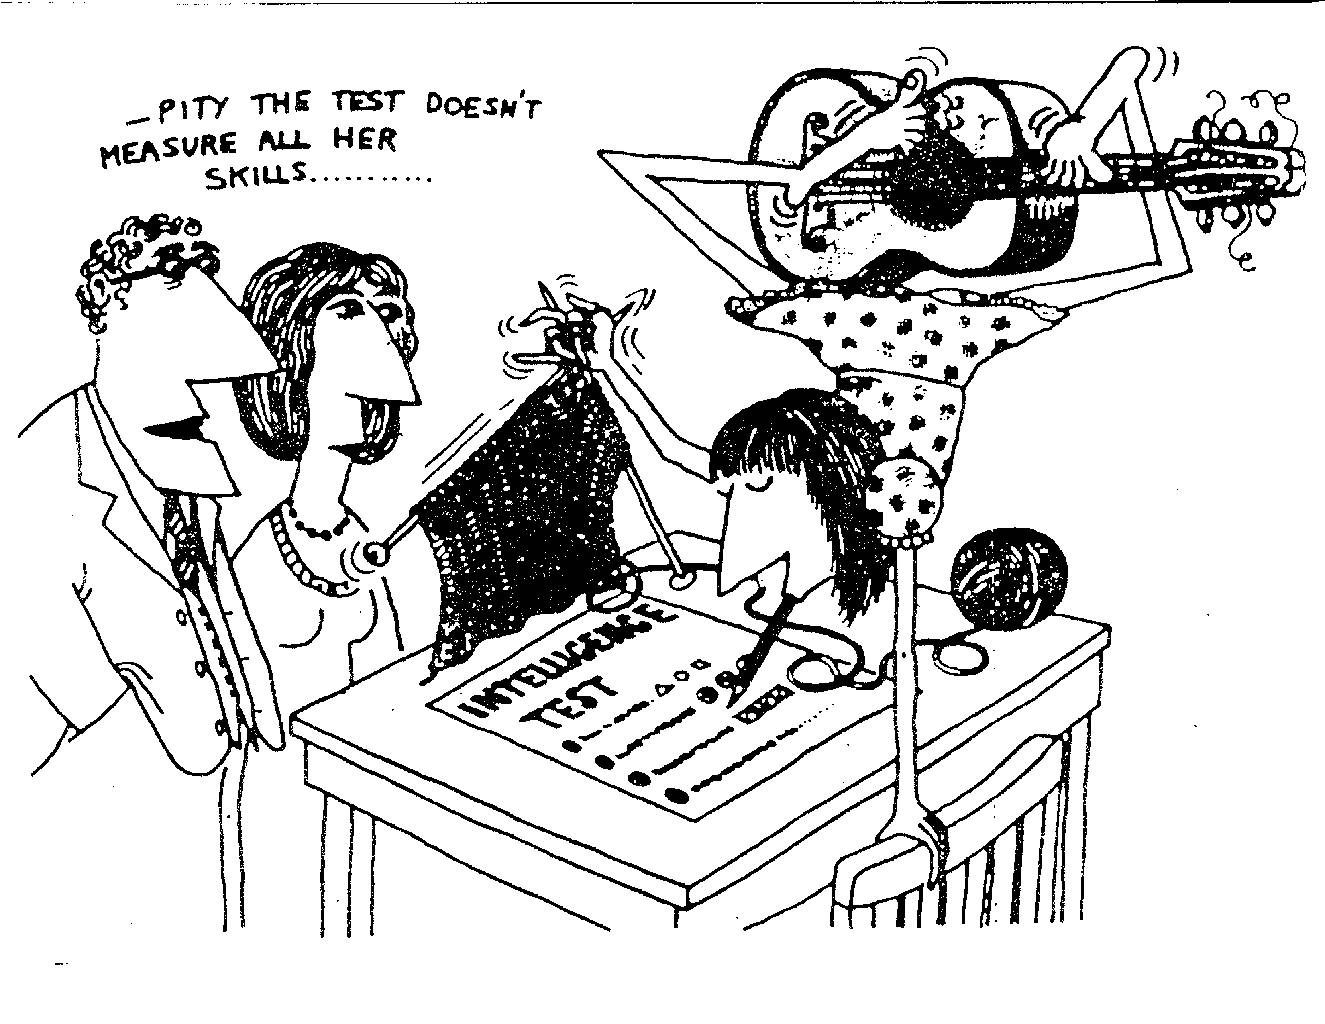 _PITY THE TEST DOESN'T
MEASURE ALL HER
SKILLS...........
INTELLIGENCE
TEST